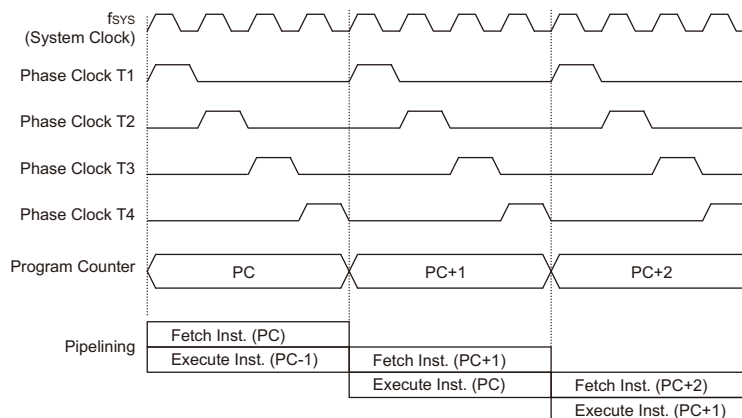 fSYS
(System Clock)
Phase Clock T1
Phase Clock T2
Phase Clock T3
Phase Clock T4
Program Counter
PC
PC+1
PC+2
Pipelining
Fetch Inst. (PC)
Execute Inst. (PC-1)
Fetch Inst. (PC+1)
Execute Inst. (PC)
Fetch Inst. (PC+2)
Execute Inst. (PC+1)